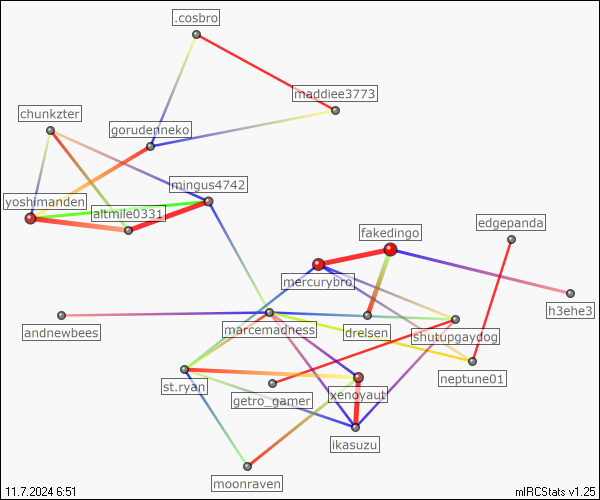 .cosbro
maddiee3773
chunkzter
gorudenneko
mingus4742
yoshimanden
altmile0331
edgepanda
fakedingo
mercurybro
h3ehe3
andnewbees
marcemadness
drelsen
shutupgaydog
neptune01
st.ryan
xenoyaut
getro_gamer
ikasuzu
moonraven
11.7.2024 6:51
mIRCStats v1.25